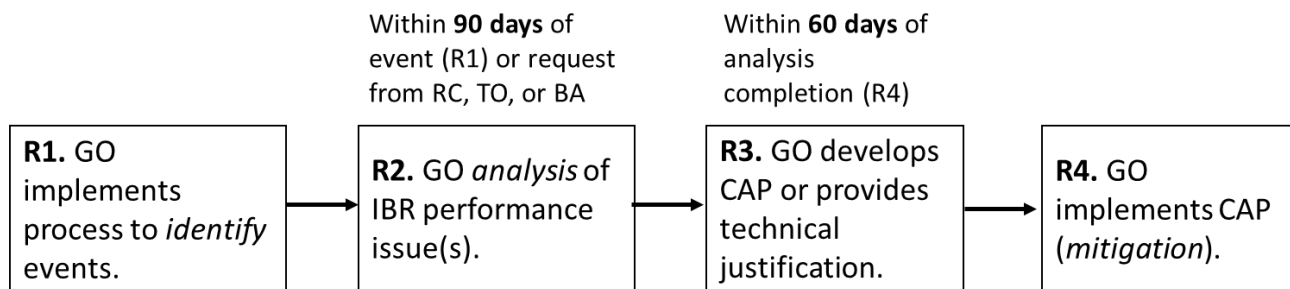 Within 90 days of
event (R1) or request
from RC, TO, or BA
Within 60 days of
analysis
completion (R4)
R1. GO
implements
process to identify
events.
R2. GO analysis of
IBR performance
issue(s).
R3. GO develops
CAP or provides
technical
justification.
R4. GO
implements CAP
(mitigation).